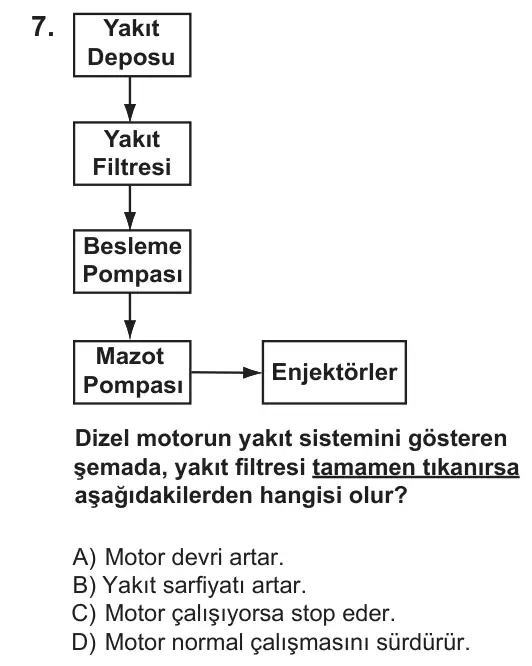 7.
Yakıt
Deposu
Yakıt
Filtresi
Besleme
Pompası
Mazot
Pompası
Enjektörler
Dizel motorun yakıt sistemini gösteren
şemada, yakıt filtresi tamamen tıkanırsa
aşağıdakilerden hangisi olur?
A) Motor devri artar.
B) Yakıt sarfiyatı artar.
C) Motor çalışıyorsa stop eder.
D) Motor normal çalışmasını sürdürür.